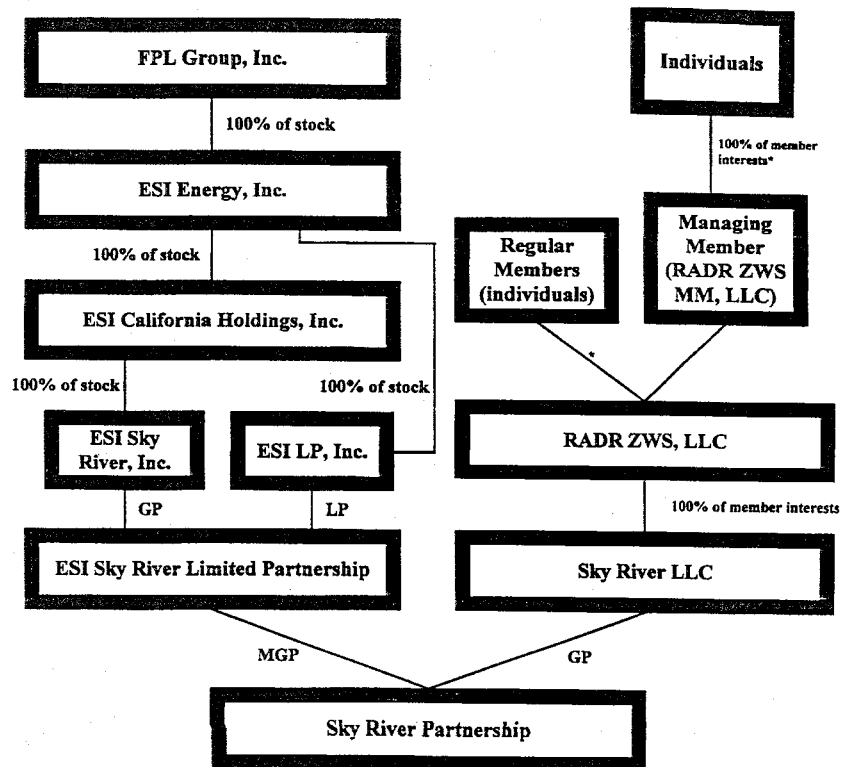 FPL Group, Inc.
Individuals
100% of stock
100% of member
interests*
ESI Energy, Inc.
Managing
Member
(RADR ZWS
MM, LLC)
Regular
Members
(individuals)
100% of stock
ESI California Holdings, Inc.
100% of stock
100% of stock
*
ESI Sky
River, Inc.
ESI LP, Inc.
RADR ZWS, LLC
GP
LP
100% of member interests
ESI Sky River Limited Partnership
Sky River LLC
MGP
GP
Sky River Partnership